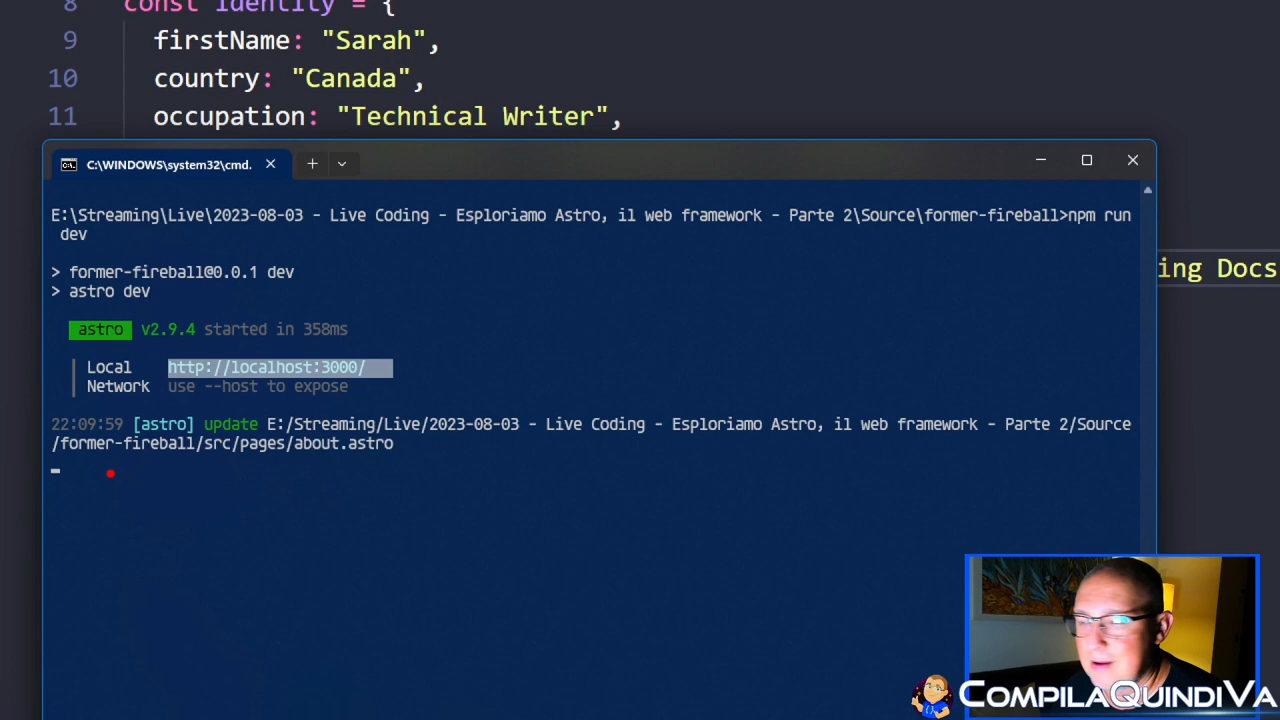 8 const identity = {
9 firstName: "Sarah",
10 country: "Canada",
11 occupation: "Technical Writer",
C:\WINDOWS\system32\cmd.
E:\Streaming\Live\2023-08-03 - Live Coding - Esploriamo Astro, il web framework - Parte 2\Source\former-fireball>npm run
dev
ing Docs
> former-fireball@0.0.1 dev
> astro dev
astro v2.9.4 started in 358ms
Local http://localhost:3000/
Network use --host to expose
22:09:59 [astro] update E:/Streaming/Live/2023-08-03 - Live Coding - Esploriamo Astro, il web framework - Parte 2/Source
/former-fireball/src/pages/about.astro
COMPILAQUINDIVA